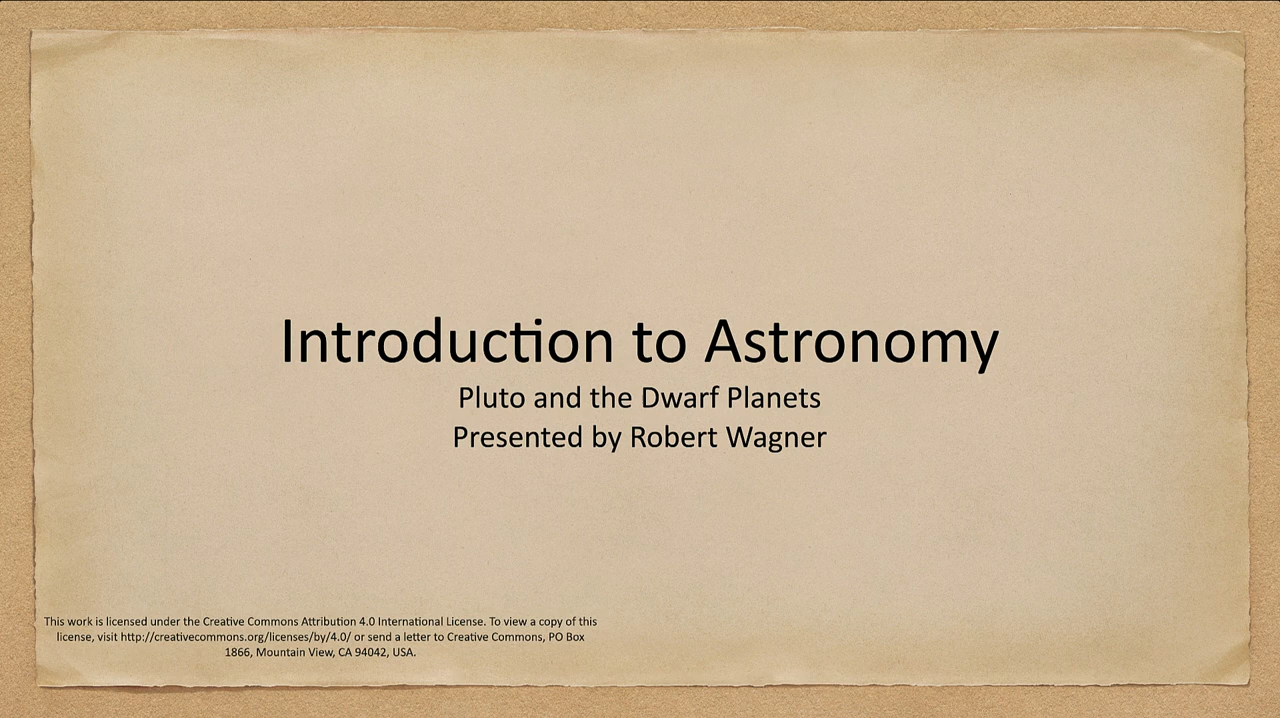 Introduction to Astronomy
Pluto and the Dwarf Planets
Presented by Robert Wagner
This work is licensed under the Creative Commons Attribution 4.0 International License. To view a copy of this
license, visit http://creativecommons.org/licenses/by/4.0/ or send a letter to Creative Commons, PO Box
1866, Mountain View, CA 94042, USA.